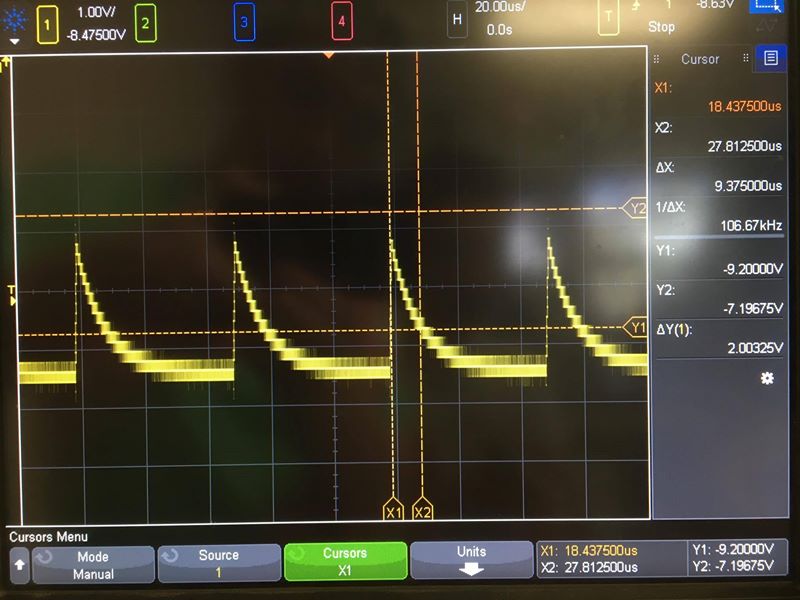 1
1.00V/
-8.47500V
2
3
4
H
20.00us/
0.0s
T
Stop
1
-8.63V
Cursor
X1:
18.437500us
X2:
27.812500us
ΔX:
9.375000us
1/ΔX:
106.67kHz
Y1:
-9.20000V
Y2:
-7.19675V
ΔY(1):
2.00325V
Y2
T
Y1
X1
X2
Cursors Menu
Mode
Manual
Source
1
Cursors
X1
Units
X1: 18.437500us
X2: 27.812500us
Y1: -9.20000V
Y2: -7.19675V